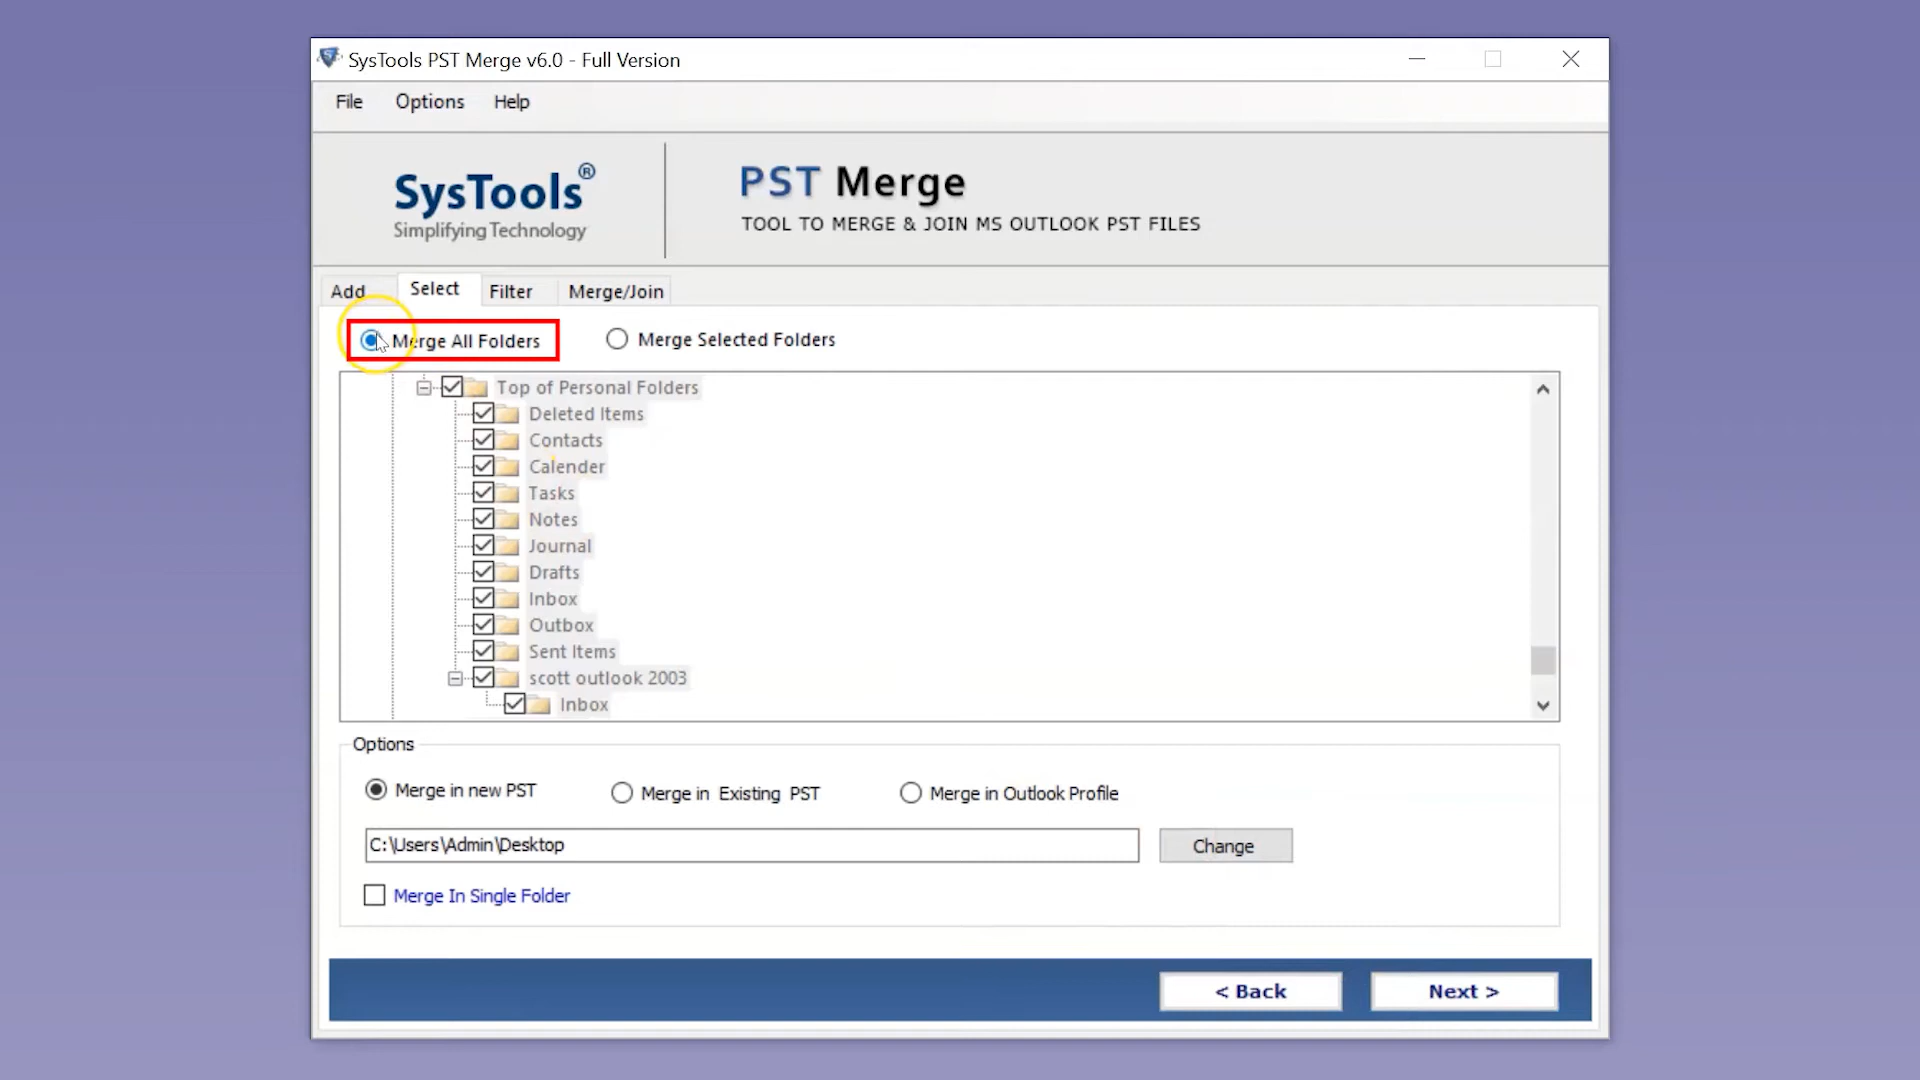 SysTools PST Merge v6.0 - Full Version
File Options Help
SysTools®
Simplifying Technology
PST Merge
TOOL TO MERGE & JOIN MS OUTLOOK PST FILES
Add Select Filter Merge/Join
Merge All Folders Merge Selected Folders
Top of Personal Folders
Deleted Items
Contacts
Calender
Tasks
Notes
Journal
Drafts
Inbox
Outbox
Sent Items
scott outlook 2003
Inbox
Options
Merge in new PST Merge in Existing PST Merge in Outlook Profile
C:\Users\Admin\Desktop Change
Merge In Single Folder
< Back Next >